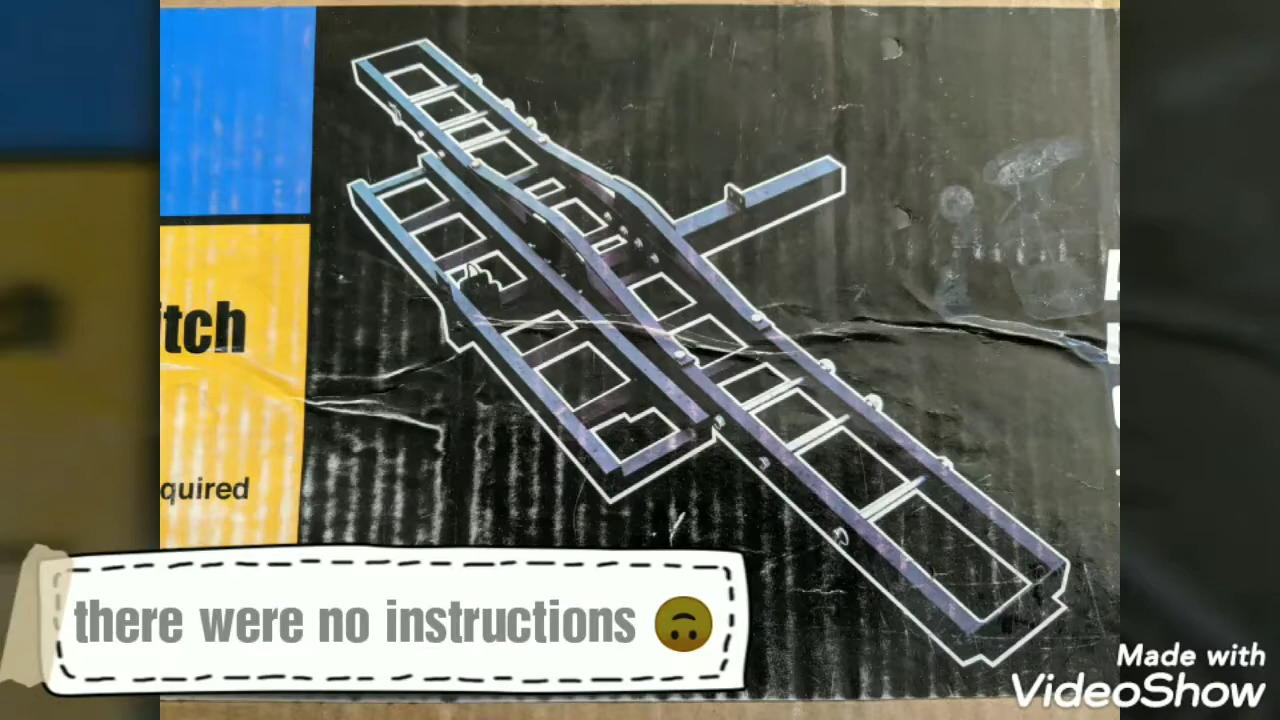 itch
quired
there were no instructions 🙃
Made with
VideoShow